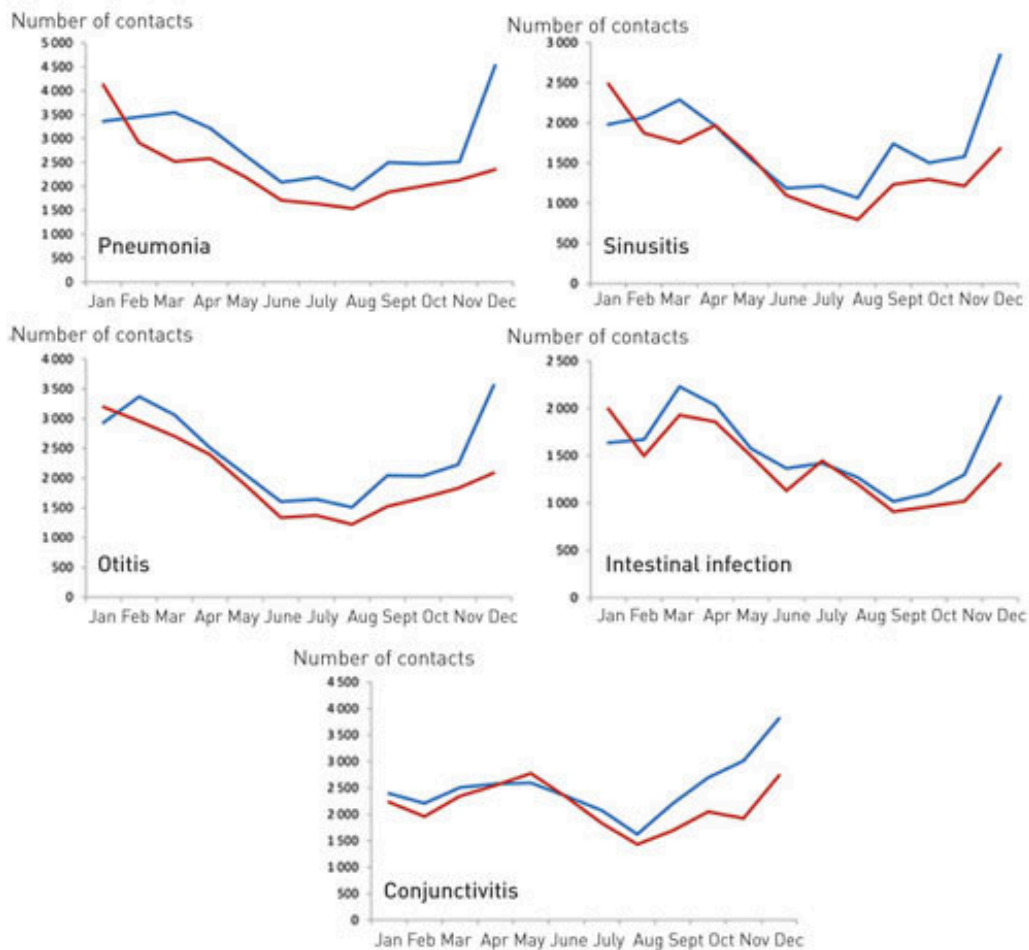 Number of contacts
5 000
4 500
4 000
3 500
3 000
2 500
2 000
1 500
1 000
500
0
Pneumonia
Jan Feb Mar Apr May June July Aug Sept Oct Nov Dec
Number of contacts
3 000
2 500
2 000
1 500
1 000
500
0
Sinusitis
Jan Feb Mar Apr May June July Aug Sept Oct Nov Dec
Number of contacts
4 000
3 500
3 000
2 500
2 000
1 500
1 000
500
0
Otitis
Jan Feb Mar Apr May June July Aug Sept Oct Nov Dec
Number of contacts
2 500
2 000
1 500
1 000
500
0
Intestinal infection
Jan Feb Mar Apr May June July Aug Sept Oct Nov Dec
Number of contacts
4 500
4 000
3 500
3 000
2 500
2 000
1 500
1 000
500
0
Conjunctivitis
Jan Feb Mar Apr May June July Aug Sept Oct Nov Dec